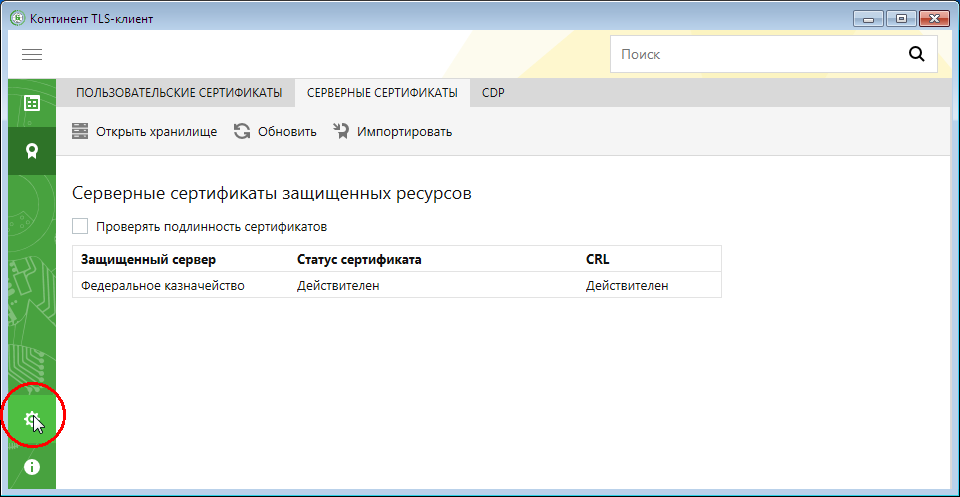 Континент TLS-клиент
Поиск
ПОЛЬЗОВАТЕЛЬСКИЕ СЕРТИФИКАТЫ СЕРВЕРНЫЕ СЕРТИФИКАТЫ CDP
Открыть хранилище Обновить Импортировать
Серверные сертификаты защищенных ресурсов
Проверять подлинность сертификатов
Защищенный сервер Статус сертификата CRL
Федеральное казначейство Действителен Действителен